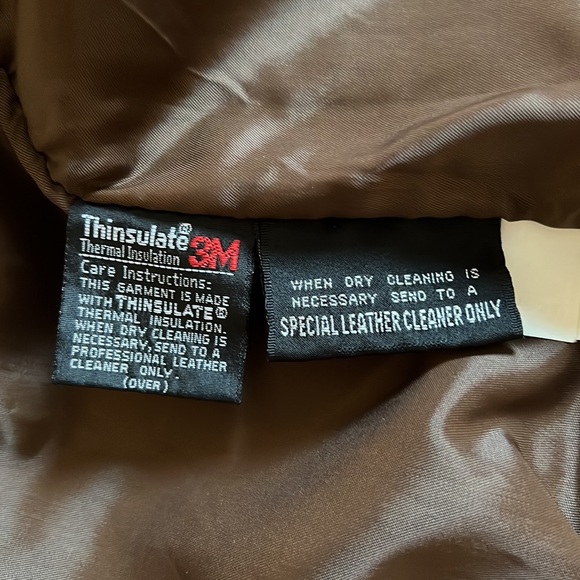 Thinsulate® 3M
Thermal Insulation
Care Instructions:
THIS GARMENT IS MADE
WITH THINSULATE®
THERMAL INSULATION.
WHEN DRY CLEANING IS
NECESSARY, SEND TO A
PROFESSIONAL LEATHER
CLEANER ONLY.
(OVER)
WHEN DRY CLEANING IS
NECESSARY SEND TO A
SPECIAL LEATHER CLEANER ONLY